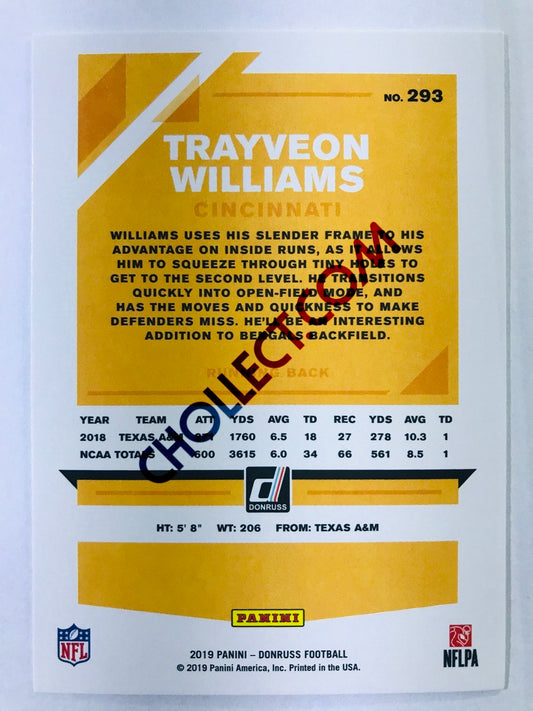 NO. 293
TRAYVEON
WILLIAMS
CINCINNATI
WILLIAMS USES HIS SLENDER FRAME TO HIS
ADVANTAGE ON INSIDE RUNS, AS IT ALLOWS
HIM TO SQUEEZE THROUGH TINY HOLES TO
GET TO THE SECOND LEVEL. HE TRANSITIONS
QUICKLY INTO OPEN-FIELD MODE, AND
HAS THE MOVES AND QUICKNESS TO MAKE
DEFENDERS MISS. HE'LL BE AN INTERESTING
ADDITION TO BENGALS BACKFIELD.
RUNNING BACK
CHOLLECT.COM
YEAR TEAM ATT YDS AVG TD REC YDS AVG TD
2018 TEXAS A&M 1760 6.5 18 27 278 10.3 1
NCAA TOTALS 600 3615 6.0 34 66 561 8.5 1
d
DONRUSS
HT: 5' 8" WT: 206 FROM: TEXAS A&M
PANINI
NFL
2019 PANINI – DONRUSS FOOTBALL
© 2019 Panini America, Inc. Printed in the USA.
NFLPA